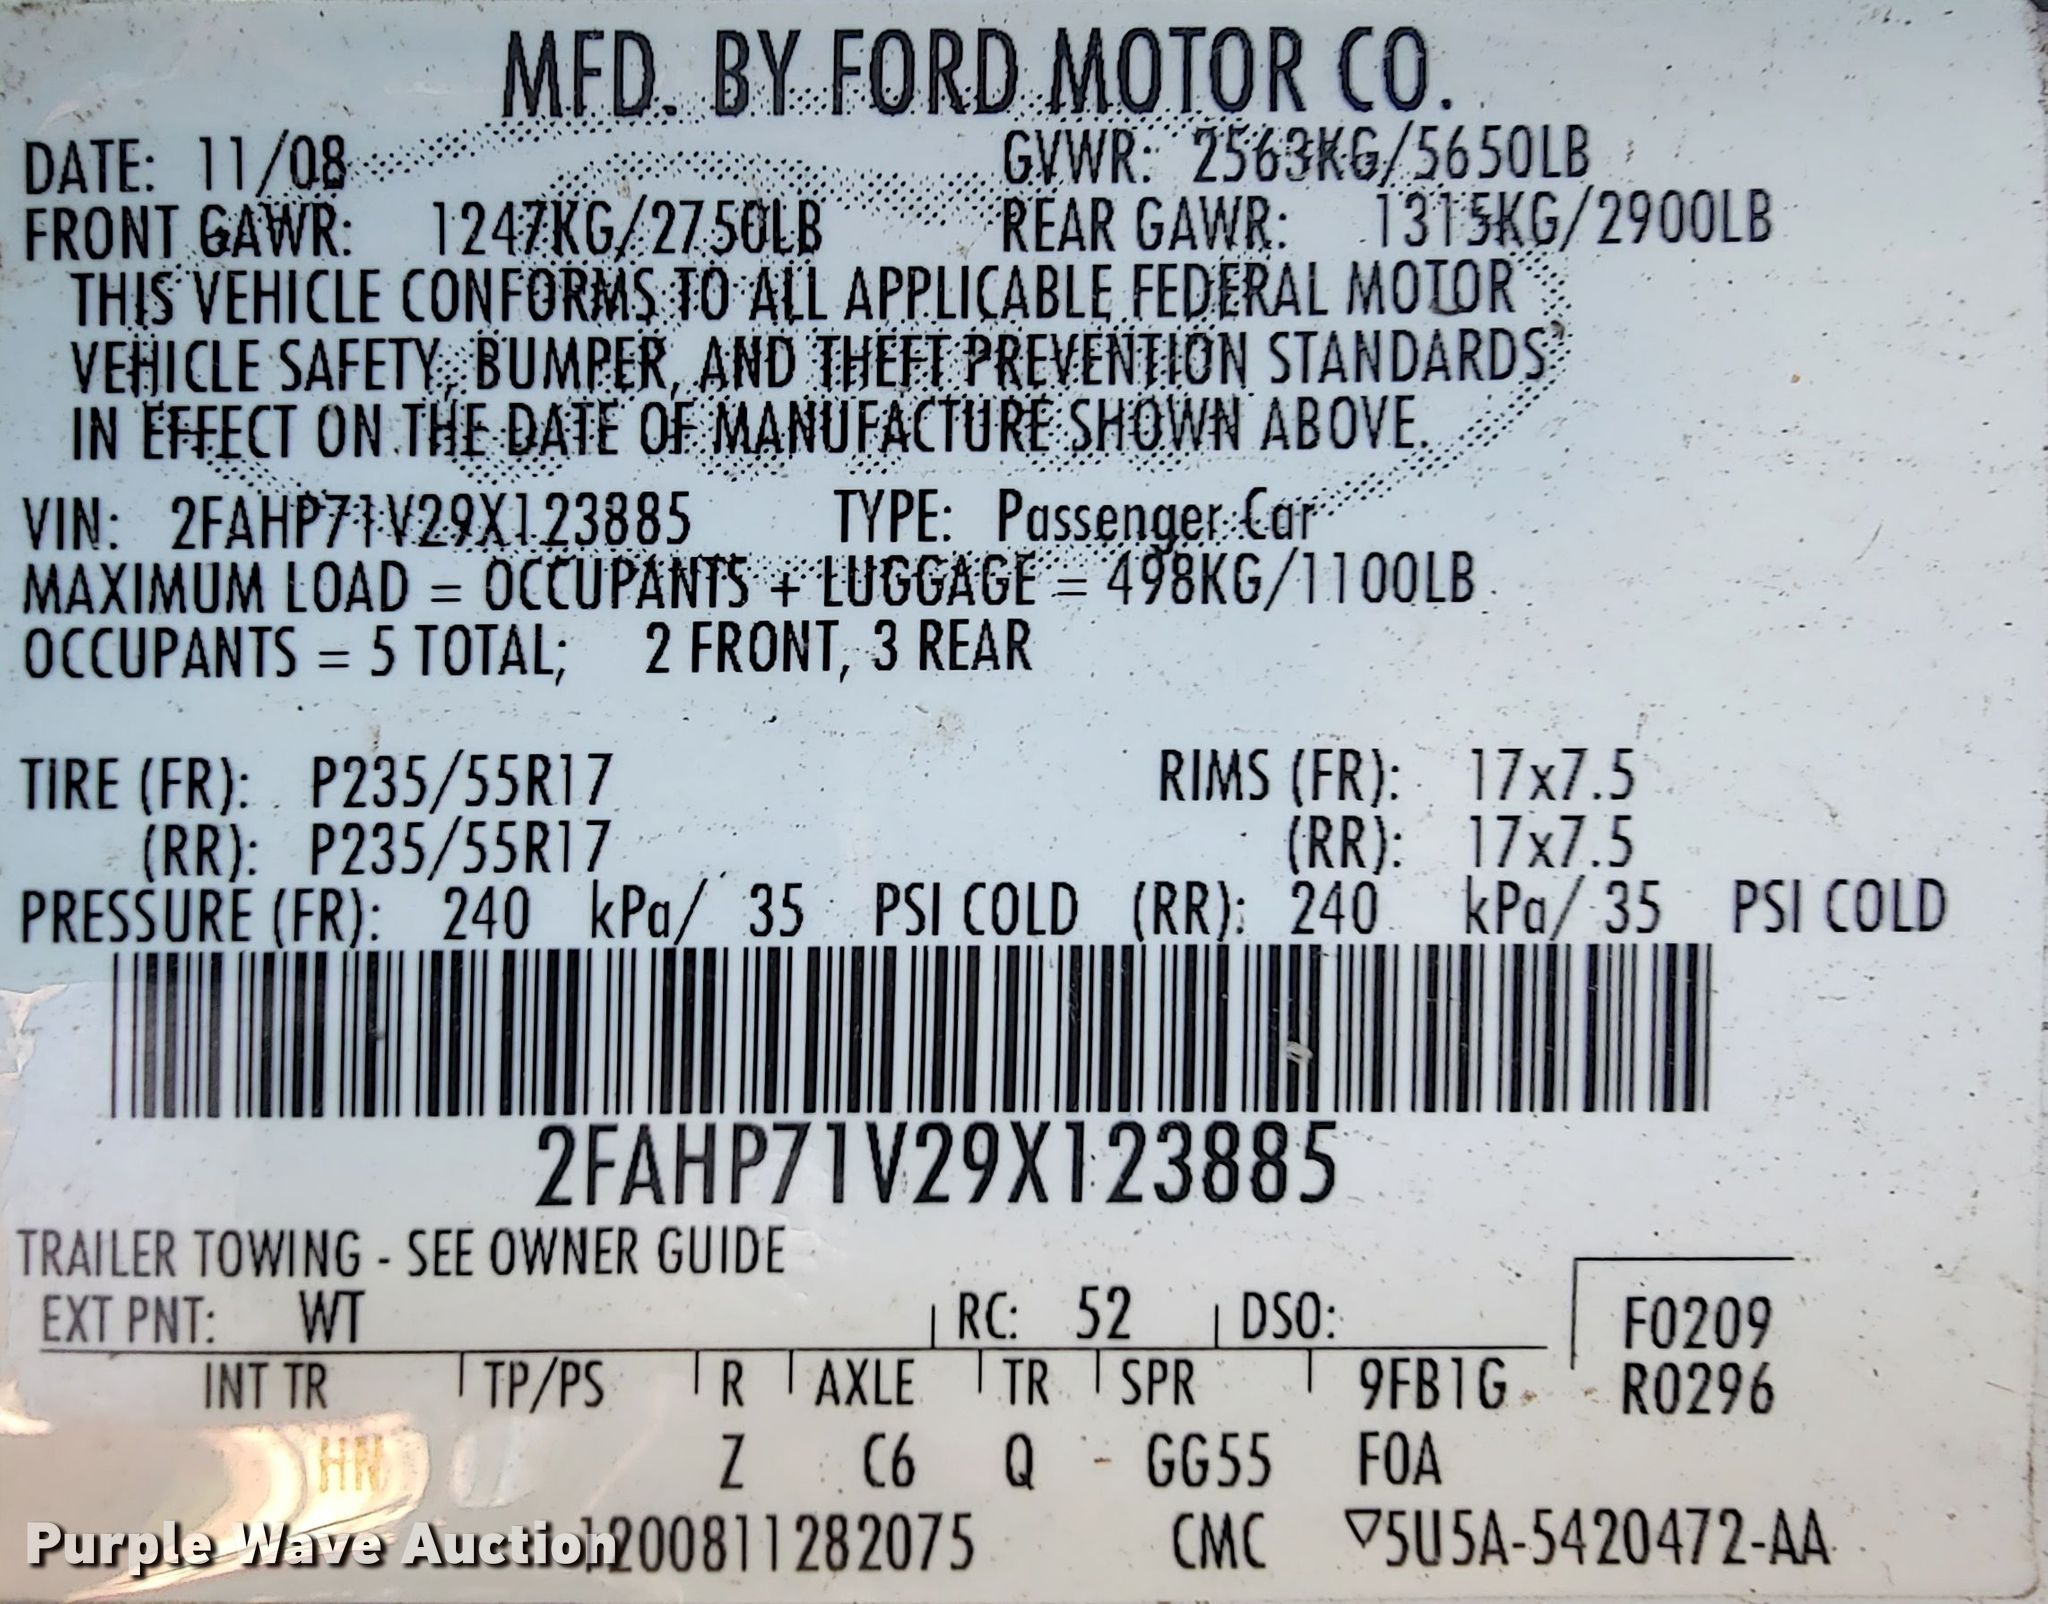 MFD. BY FORD MOTOR CO.
DATE: 11/08 GVWR: 2563KG/5650LB
FRONT GAWR: 1247KG/2750LB REAR GAWR: 1315KG/2900LB
THIS VEHICLE CONFORMS TO ALL APPLICABLE FEDERAL MOTOR
VEHICLE SAFETY, BUMPER, AND THEFT PREVENTION STANDARDS
IN EFFECT ON THE DATE OF MANUFACTURE SHOWN ABOVE.
VIN: 2FAHP71V29X123885 TYPE: Passenger Car
MAXIMUM LOAD = OCCUPANTS + LUGGAGE = 498KG/1100LB
OCCUPANTS = 5 TOTAL; 2 FRONT, 3 REAR
TIRE (FR): P235/55R17 RIMS (FR): 17x7.5
(RR): P235/55R17 (RR): 17x7.5
PRESSURE (FR): 240 kPa/ 35 PSI COLD (RR): 240 kPa/ 35 PSI COLD
2FAHP71V29X123885
TRAILER TOWING - SEE OWNER GUIDE
EXT PNT: WT RC: 52 DSO: F0209
INT TR TP/PS R AXLE TR SPR 9FB1G R0296
HN Z C6 Q - GG55 F0A
Purple Wave Auction 1200811282075 CMC ▽5U5A-5420472-AA